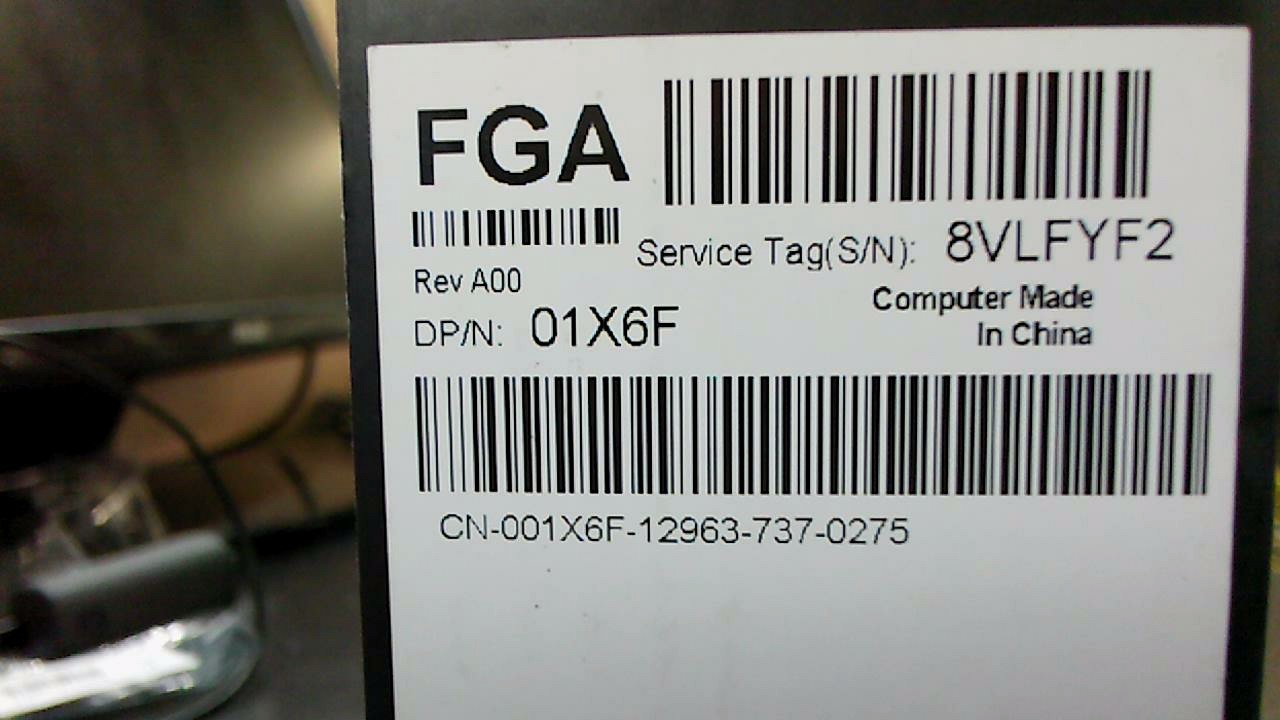 FGA
Service Tag(S/N): 8VLFYF2
Rev A00
Computer Made
In China
DP/N: 01X6F
CN-001X6F-12963-737-0275